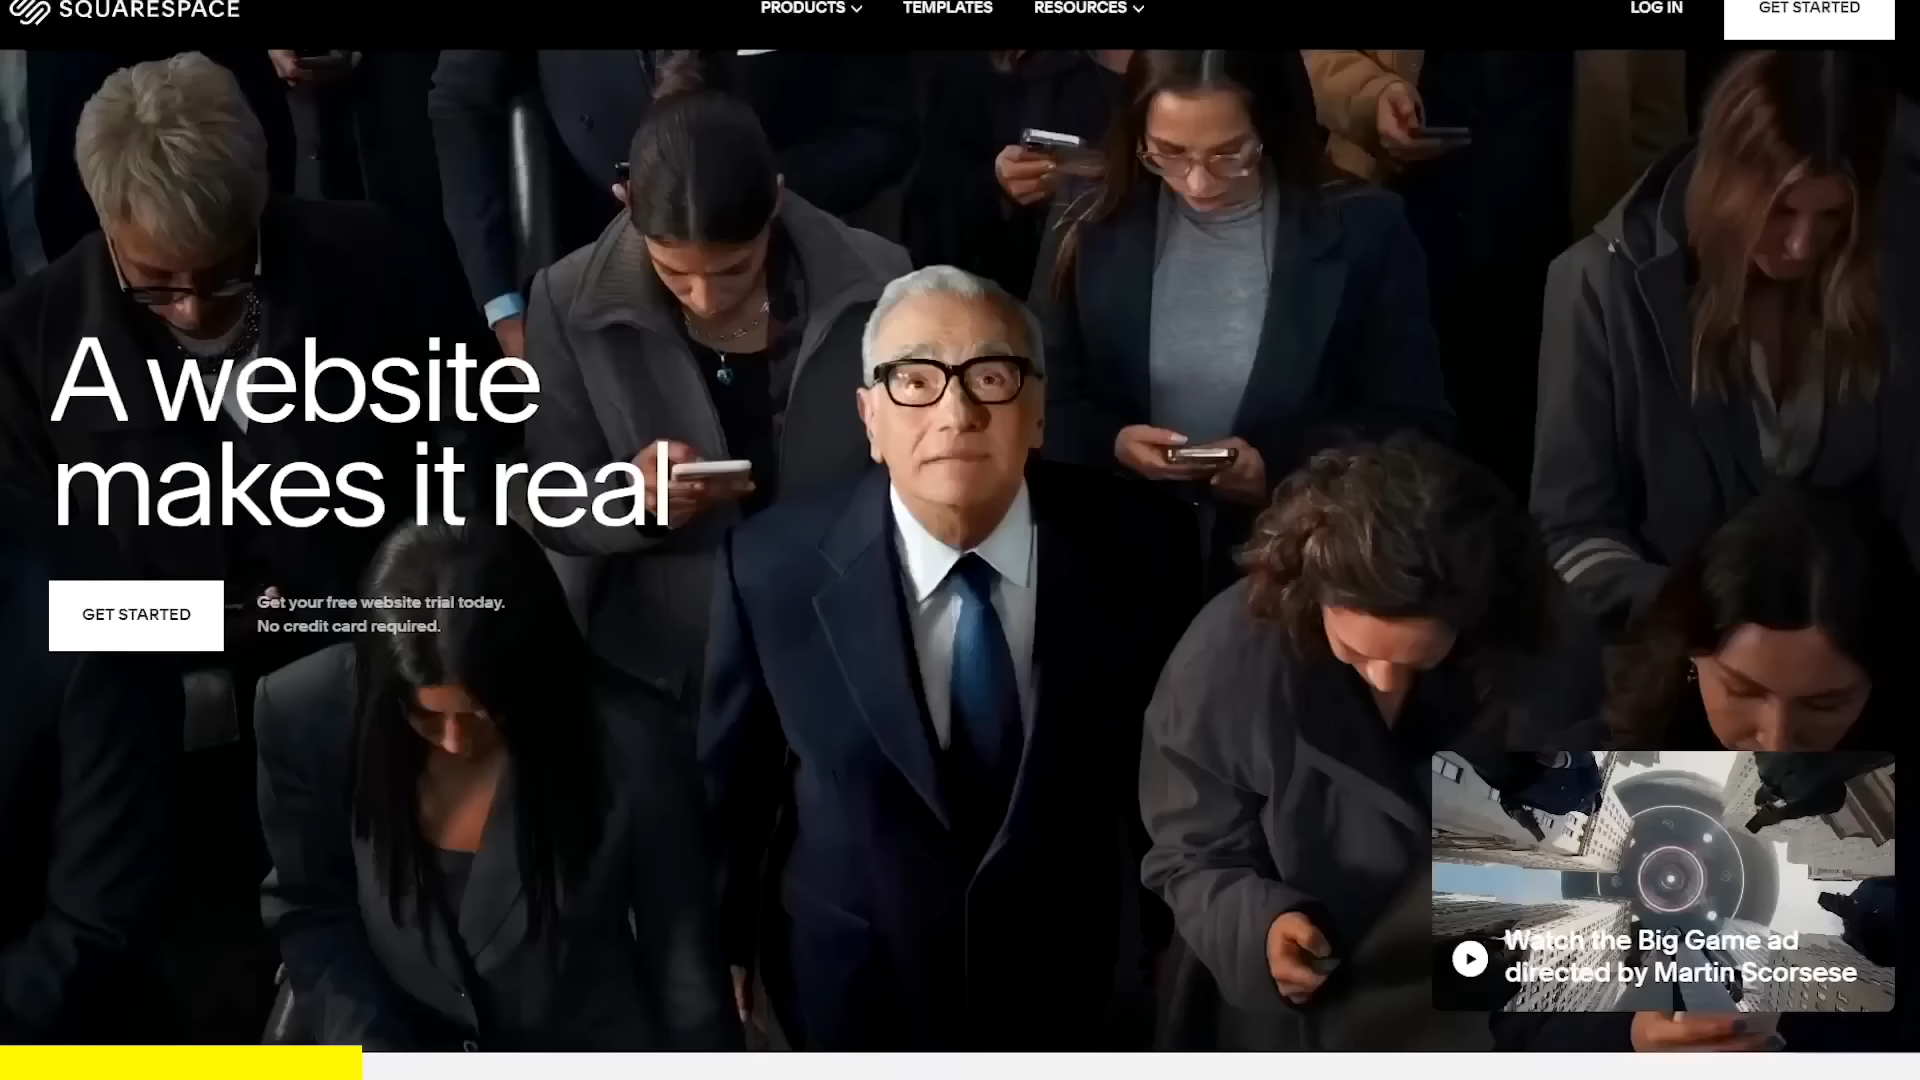 SQUARESPACE
PRODUCTS
TEMPLATES
RESOURCES
LOG IN
GET STARTED
A website
makes it real
GET STARTED
Get your free website trial today.
No credit card required.
Watch the Big Game ad
directed by Martin Scorsese